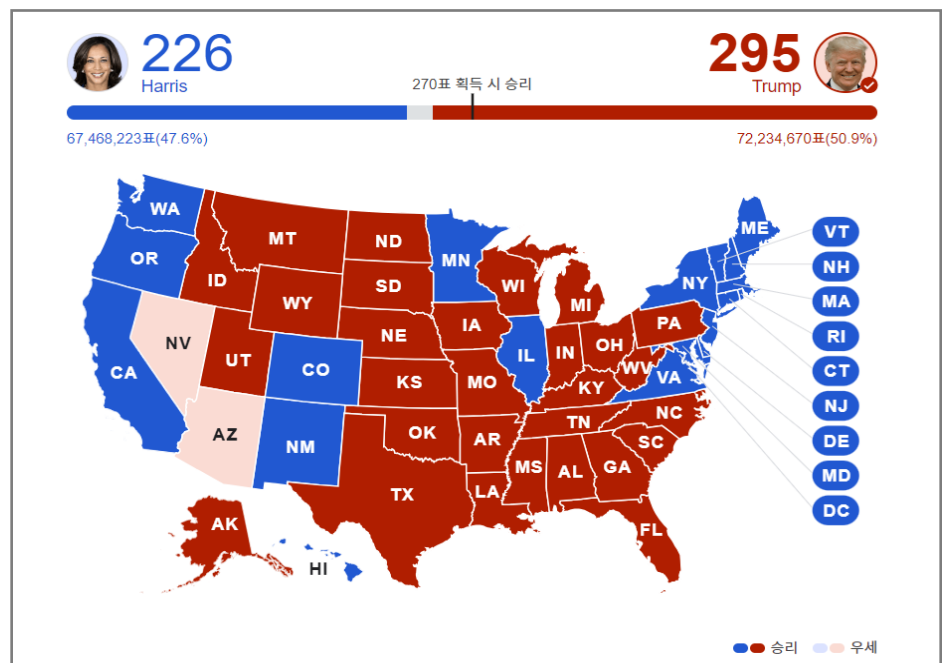 226
Harris
295
Trump
270표 획득 시 승리
67,468,223표(47.6%)
72,234,670표(50.9%)
WA
OR
CA
NV
ID
MT
WY
UT
AZ
CO
NM
ND
SD
NE
KS
OK
TX
MN
IA
MO
AR
LA
WI
IL
MI
IN
OH
KY
TN
MS
AL
GA
FL
SC
NC
VA
WV
PA
NY
ME
VT
NH
MA
RI
CT
NJ
DE
MD
DC
AK
HI
승리
우세